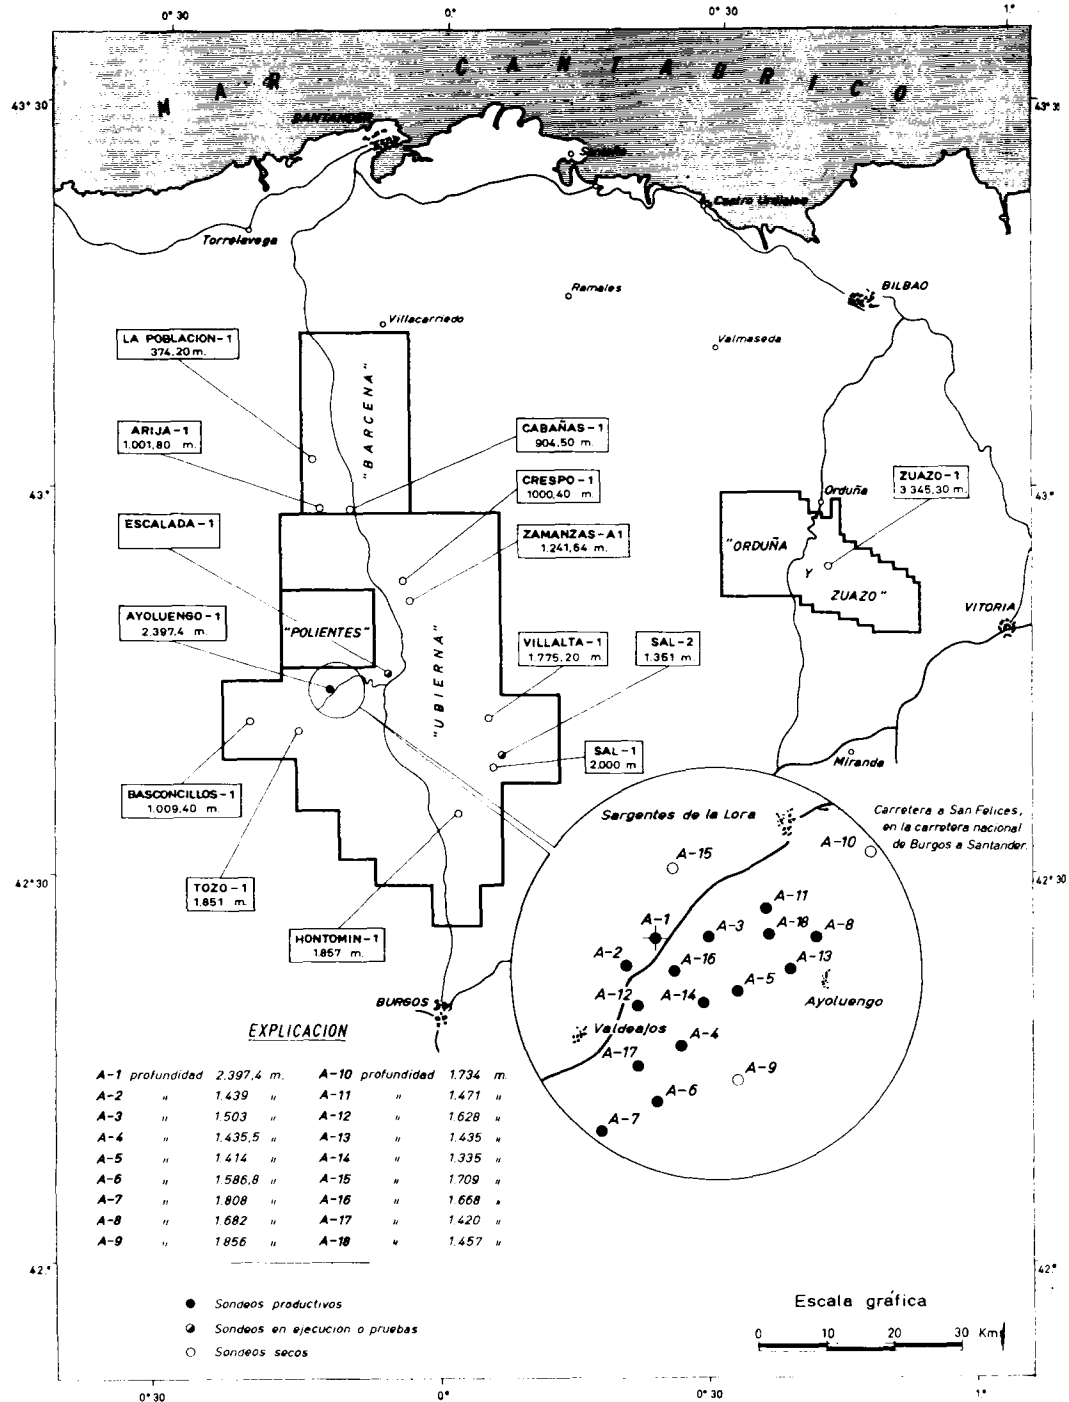 0° 30
0°
0° 30
1°
43° 30
43° 30
MAR CANTABRICO
SANTANDER
Santoña
Castro Urdiales
Torrelavega
BILBAO
Ramales
Villacarriedo
Valmaseda
LA POBLACION-1
374,20 m.
"BARCENA"
ARIJA-1
1.001,80 m.
CABAÑAS-1
904,50 m.
CRESPO-1
1000,40 m.
ZUAZO-1
3 345,30 m.
43°
43°
Orduña
ESCALADA-1
ZAMANZAS-A1
1.241,64 m.
"ORDUÑA
Y
ZUAZO"
VITORIA
AYOLUENGO-1
2.397,4 m.
"POLIENTES"
"UBIERNA"
VILLALTA-1
1.775,20 m.
SAL-2
1.361 m
SAL-1
2.000 m
Miranda
BASCONCILLOS-1
1.009,40 m.
TOZO-1
1.851 m.
HONTOMIN-1
1.857 m.
42° 30
42° 30
BURGOS
Sargentes de la Lora
Carretera a San Felices,
en la carretera nacional
de Burgos a Santander.
A-10
A-15
A-11
A-1
A-3
A-18
A-8
A-2
A-16
A-13
A-5
A-12
A-14
Ayoluengo
Valdeajos
A-17
A-4
A-9
A-6
A-7
EXPLICACION
A-1 profundidad 2.397,4 m. A-10 profundidad 1.734 m.
A-2 " 1.439 " A-11 " 1.471 "
A-3 " 1.503 " A-12 " 1.628 "
A-4 " 1.435,5 " A-13 " 1.435 "
A-5 " 1.414 " A-14 " 1.335 "
A-6 " 1.586,8 " A-15 " 1.709 "
A-7 " 1.808 " A-16 " 1.668 "
A-8 " 1.682 " A-17 " 1.420 "
A-9 " 1.856 " A-18 " 1.457 "
42.°
42.°
Sondeos productivos
Sondeos en ejecucion o pruebas
Sondeos secos
Escala gráfica
0 10 20 30 Km
0° 30
0°
0° 30
1.°